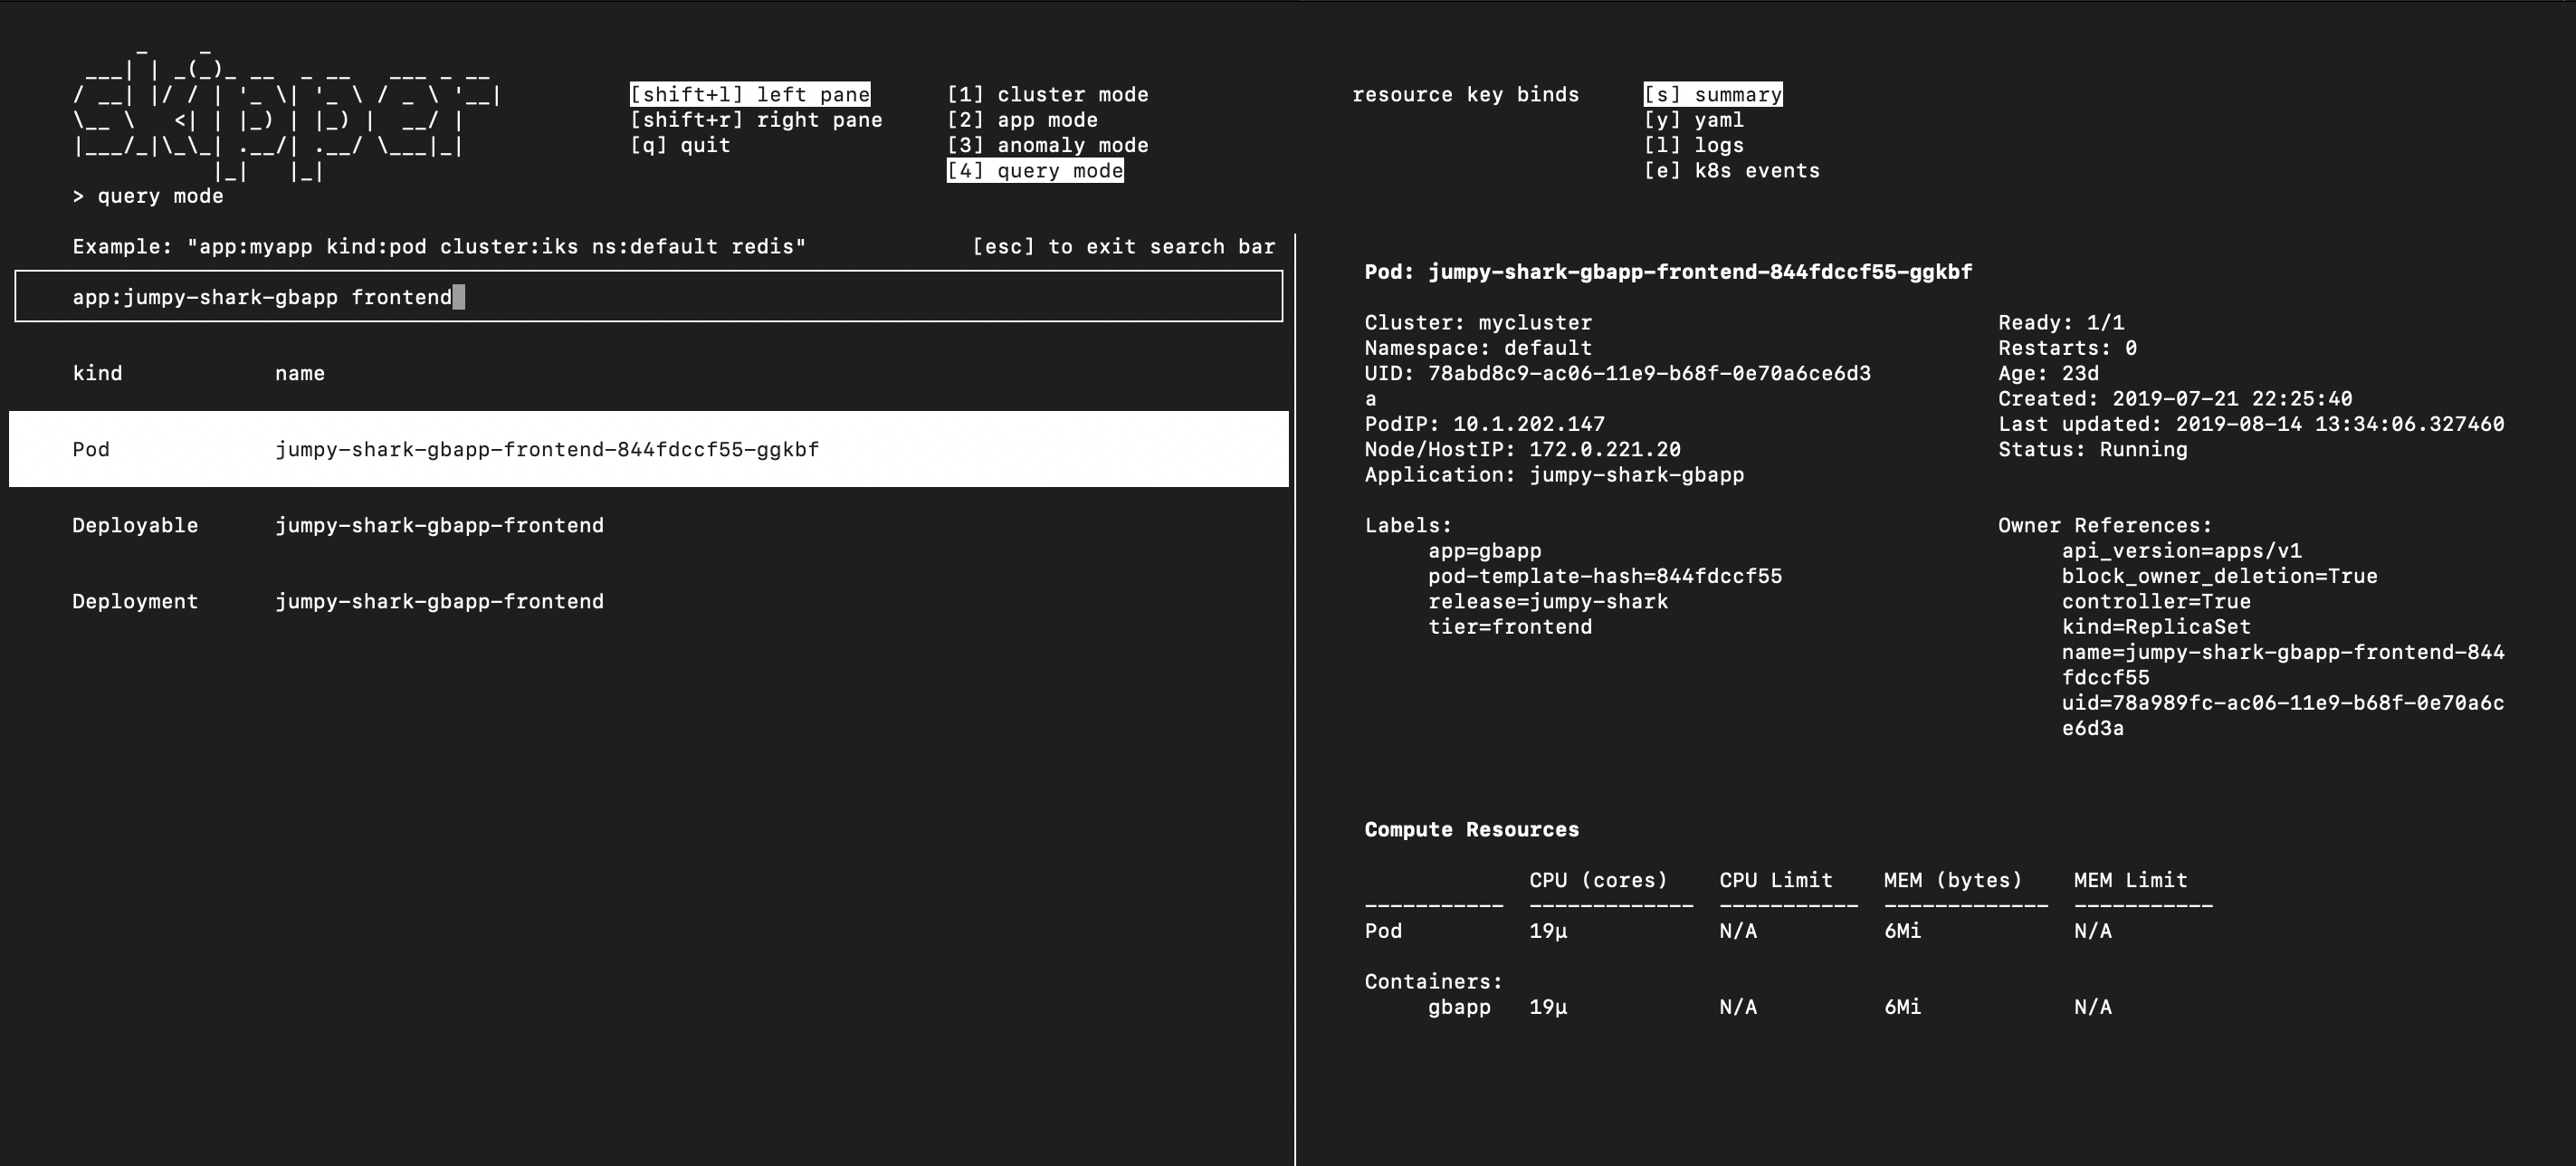 skipper
[shift+l] left pane
[shift+r] right pane
[q] quit
[1] cluster mode
[2] app mode
[3] anomaly mode
[4] query mode
resource key binds
[s] summary
[y] yaml
[l] logs
[e] k8s events
> query mode
Example: "app:myapp kind:pod cluster:iks ns:default redis"
[esc] to exit search bar
app:jumpy-shark-gbapp frontend
kind name
Pod jumpy-shark-gbapp-frontend-844fdccf55-ggkbf
Deployable jumpy-shark-gbapp-frontend
Deployment jumpy-shark-gbapp-frontend
Pod: jumpy-shark-gbapp-frontend-844fdccf55-ggkbf
Cluster: mycluster
Namespace: default
UID: 78abd8c9-ac06-11e9-b68f-0e70a6ce6d3
a
PodIP: 10.1.202.147
Node/HostIP: 172.0.221.20
Application: jumpy-shark-gbapp
Ready: 1/1
Restarts: 0
Age: 23d
Created: 2019-07-21 22:25:40
Last updated: 2019-08-14 13:34:06.327460
Status: Running
Labels:
app=gbapp
pod-template-hash=844fdccf55
release=jumpy-shark
tier=frontend
Owner References:
api_version=apps/v1
block_owner_deletion=True
controller=True
kind=ReplicaSet
name=jumpy-shark-gbapp-frontend-844
fdccf55
uid=78a989fc-ac06-11e9-b68f-0e70a6c
e6d3a
Compute Resources
CPU (cores) CPU Limit MEM (bytes) MEM Limit
----------- ------------- ----------- ------------- -----------
Pod 19μ N/A 6Mi N/A
Containers:
gbapp 19μ N/A 6Mi N/A